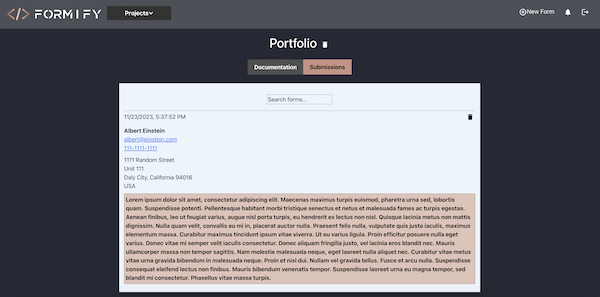 </> FORMIFY
Projects
New Form
Portfolio
Documentation
Submissions
Search forms...
11/23/2023, 5:37:52 PM
Albert Einstein
albert@einstein.com
111-1111-1111
1111 Random Street
Unit 111
Daly City, California 94016
USA
Lorem ipsum dolor sit amet, consectetur adipiscing elit. Maecenas maximus turpis euismod, pharetra urna sed, lobortis
quam. Suspendisse potenti. Pellentesque habitant morbi tristique senectus et netus et malesuada fames ac turpis egestas.
Aenean finibus, leo ut feugiat varius, augue nisl porta turpis, eu hendrerit ex lectus non nisl. Quisque lacinia metus non mattis
dignissim. Nulla quam velit, convallis eu mi in, placerat auctor nulla. Praesent felis nulla, vulputate quis justo iaculis, maximus
elementum massa. Curabitur maximus tincidunt ipsum vitae viverra. Ut eu varius ligula. Proin efficitur posuere nulla eget
varius. Donec vitae mi semper velit iaculis consectetur. Donec aliquam fringilla justo, vel lacinia eros blandit nec. Mauris
ullamcorper massa non tempor sagittis. Nam molestie malesuada neque, eget laoreet nulla aliquet nec. Curabitur vitae metus
vitae urna gravida bibendum in malesuada neque. Proin et nisl dui. Nullam vel gravida tellus. Fusce et arcu nulla. Suspendisse
consequat eleifend lectus non finibus. Mauris bibendum venenatis tempor. Suspendisse laoreet urna eu magna tempor, sed
blandit mi consectetur. Phasellus vitae massa turpis.